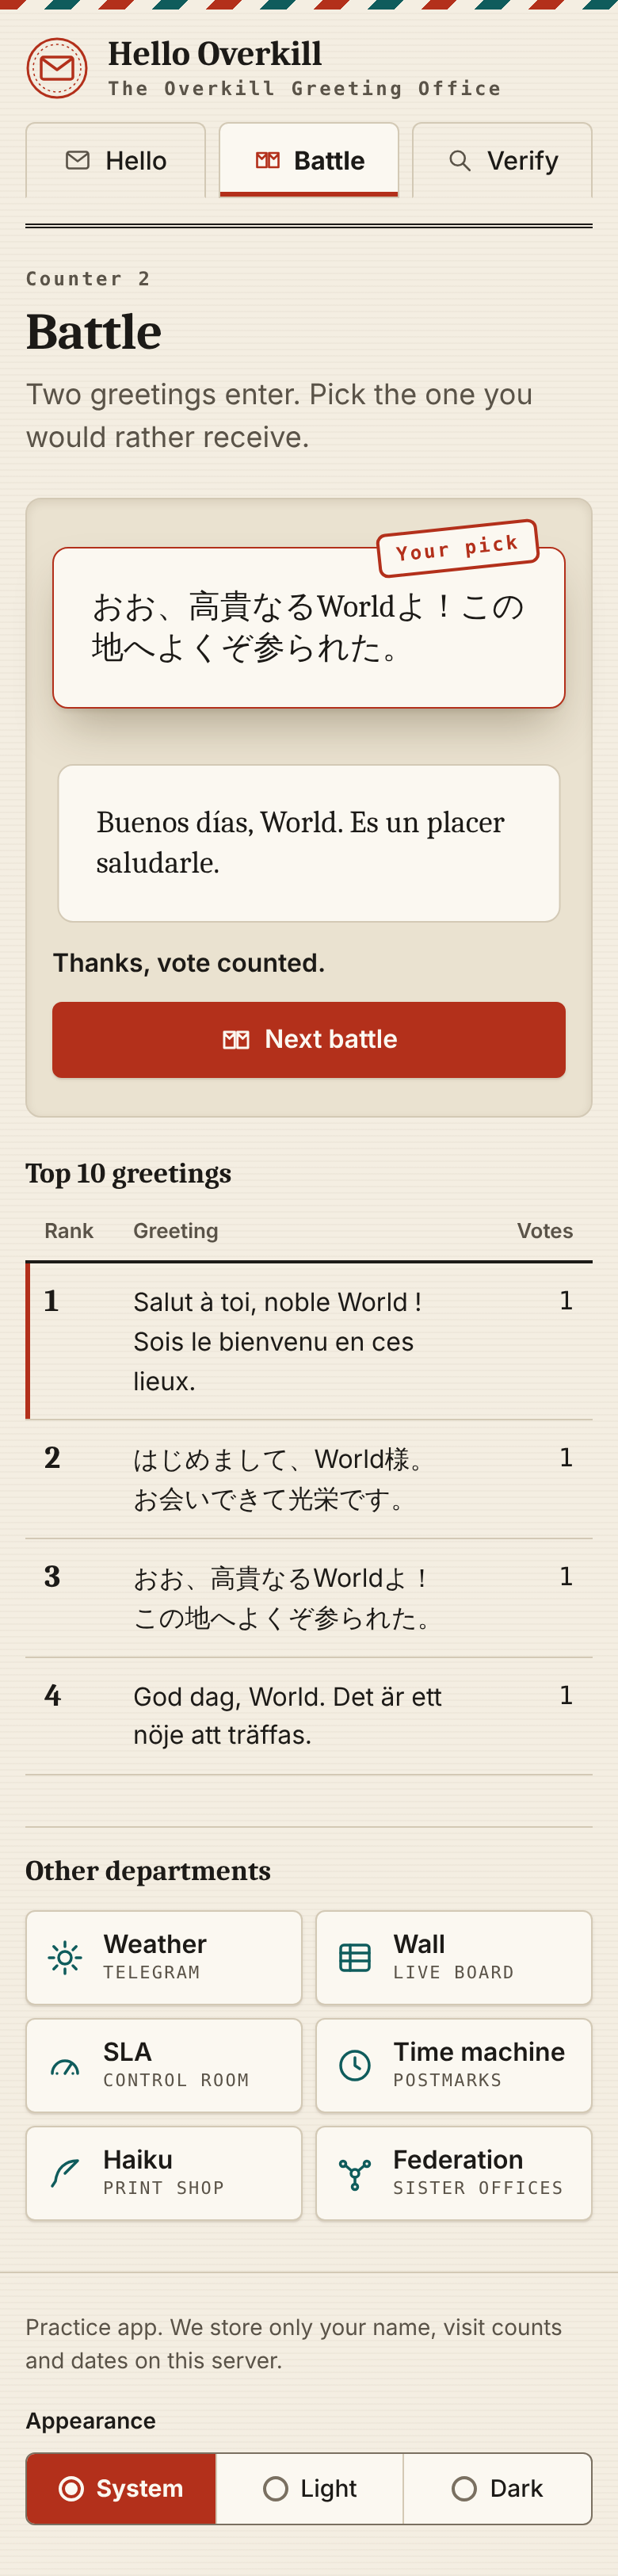 Hello Overkill
The Overkill Greeting Office
Hello
Battle
Verify
Counter 2
Battle
Two greetings enter. Pick the one you
would rather receive.
Your pick
おお、高貴なるWorldよ！この
地へよくぞ参られた。
Buenos días, World. Es un placer
saludarle.
Thanks, vote counted.
Next battle
Top 10 greetings
Rank Greeting Votes
1 Salut à toi, noble World ! 1
Sois le bienvenu en ces
lieux.
2 はじめまして、World様。 1
お会いできて光栄です。
3 おお、高貴なるWorldよ！ 1
この地へよくぞ参られた。
4 God dag, World. Det är ett 1
nöje att träffas.
Other departments
Weather
TELEGRAM
Wall
LIVE BOARD
SLA
CONTROL ROOM
Time machine
POSTMARKS
Haiku
PRINT SHOP
Federation
SISTER OFFICES
Practice app. We store only your name, visit counts
and dates on this server.
Appearance
System
Light
Dark